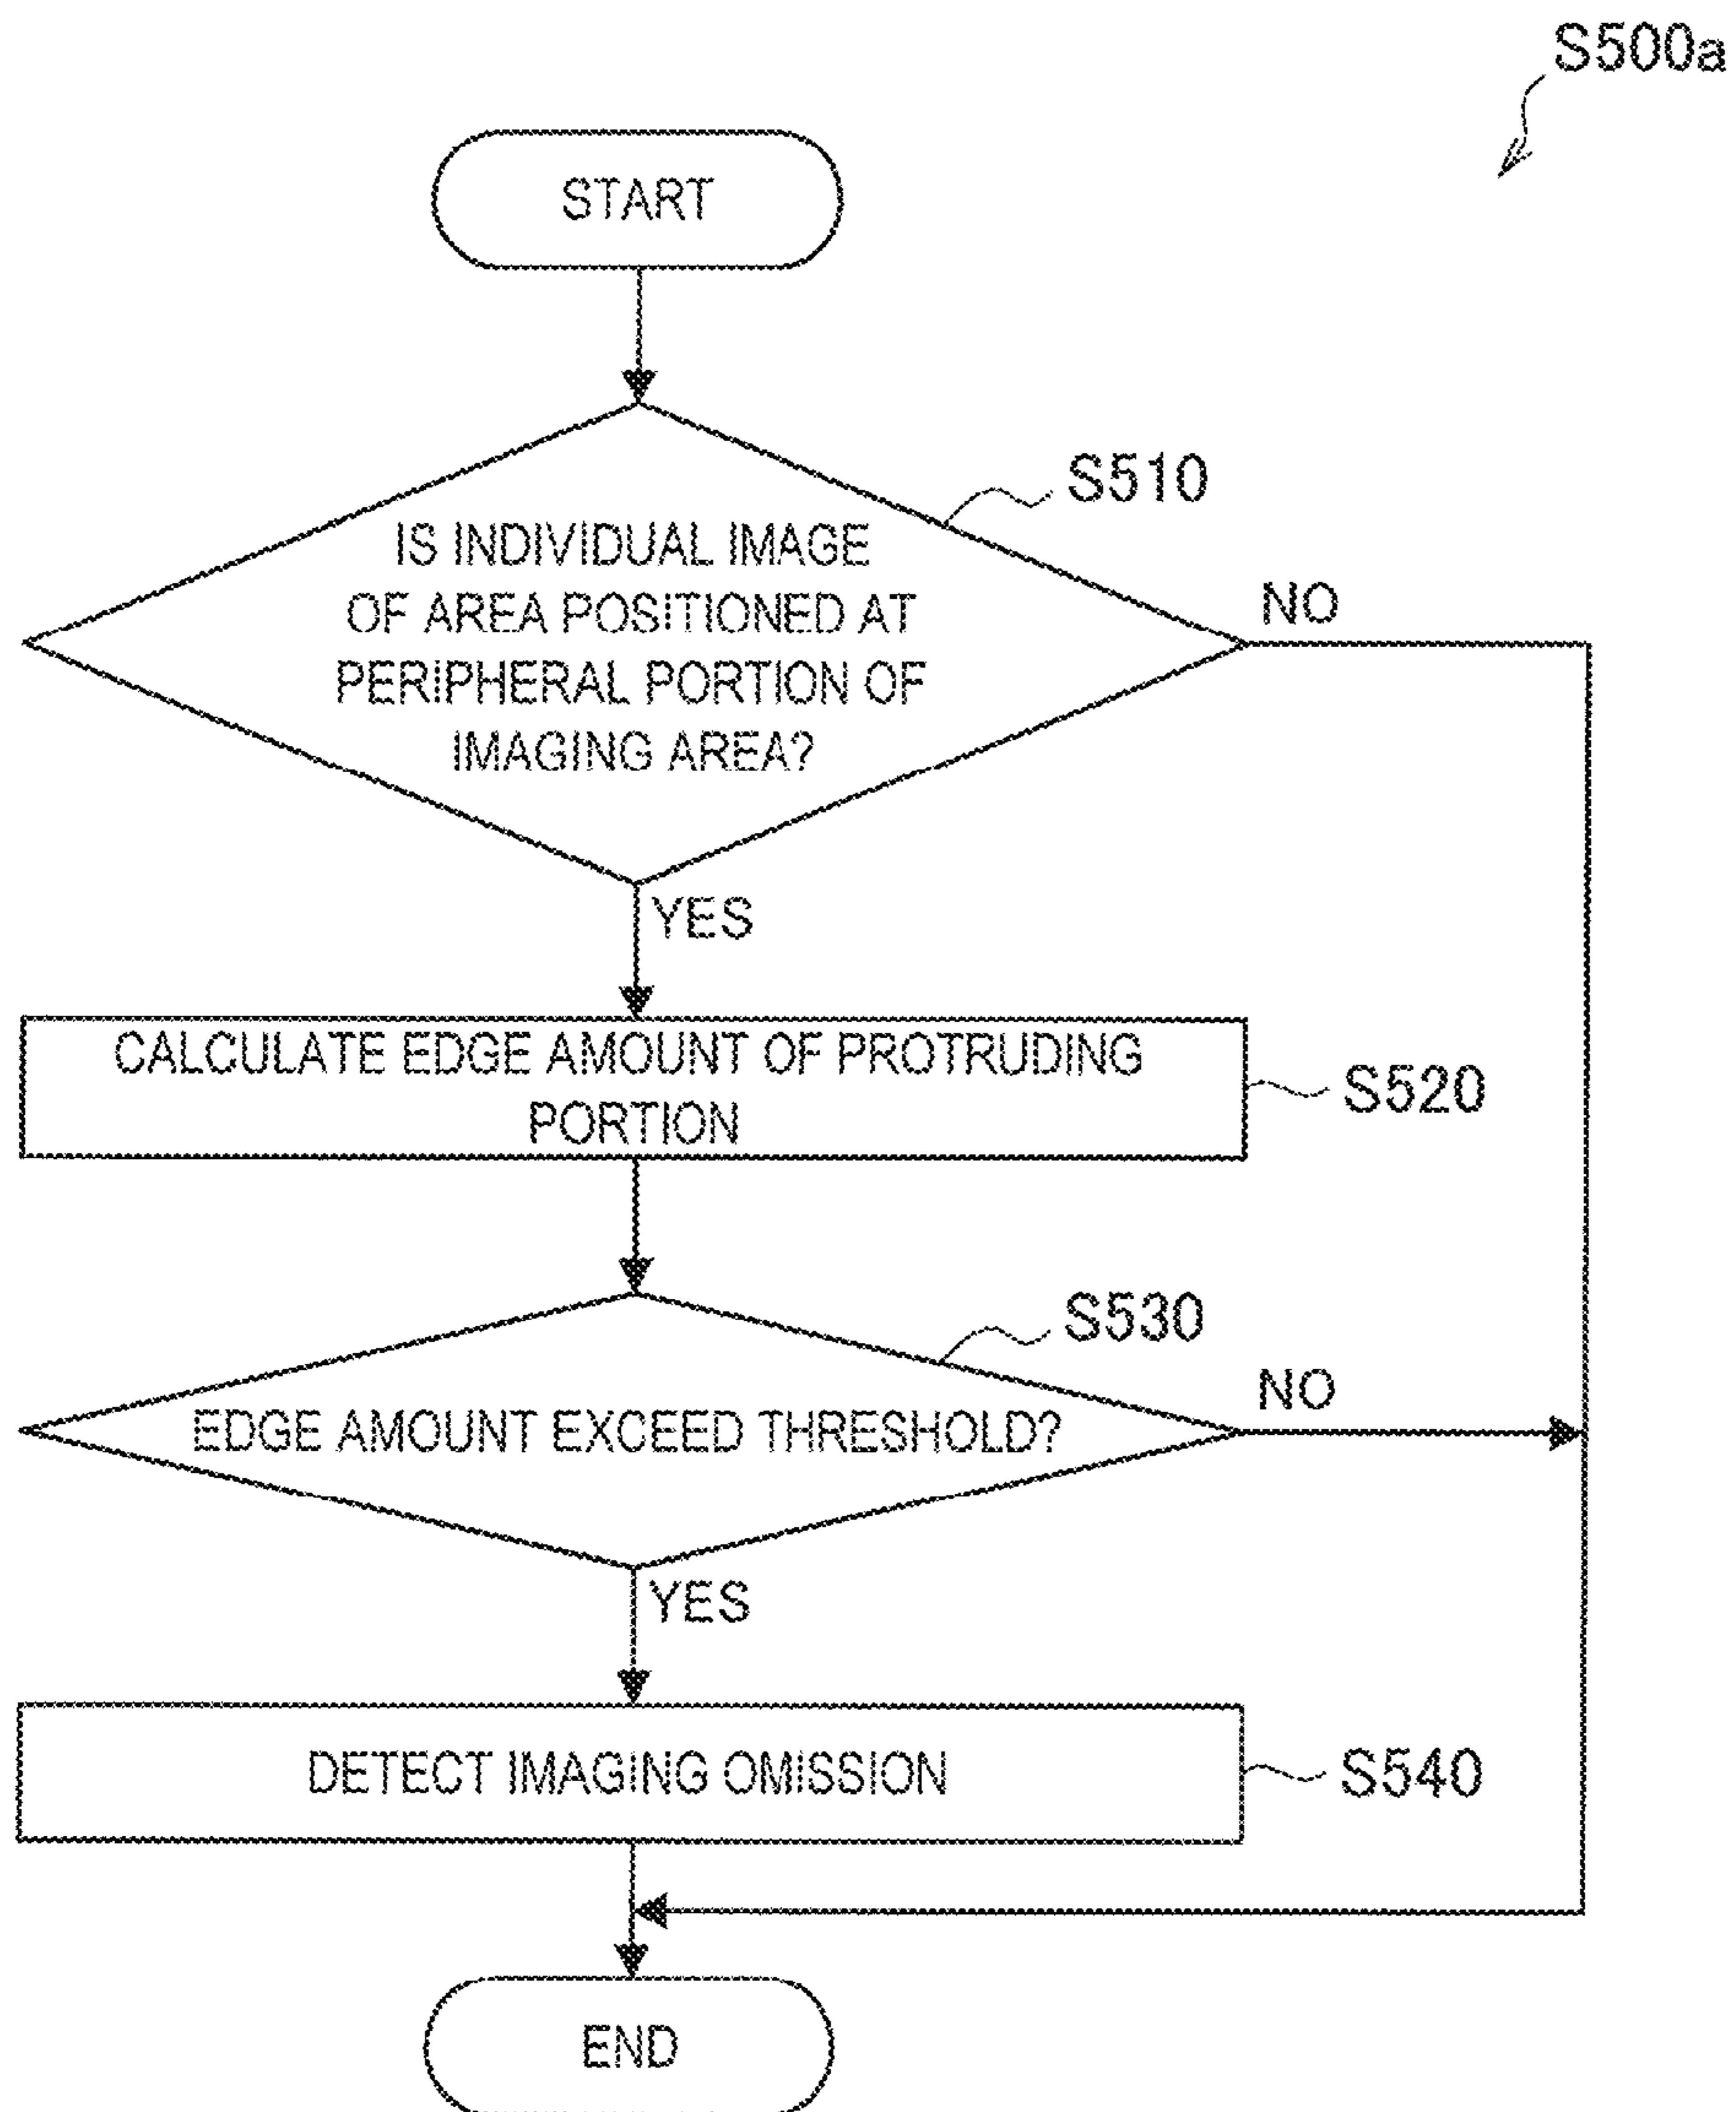 S500a
START
S510
IS INDIVIDUAL IMAGE
OF AREA POSITIONED AT
PERIPHERAL PORTION OF
IMAGING AREA?
NO
YES
CALCULATE EDGE AMOUNT OF PROTRUDING
PORTION
S520
S530
EDGE AMOUNT EXCEED THRESHOLD?
NO
YES
DETECT IMAGING OMISSION
S540
END